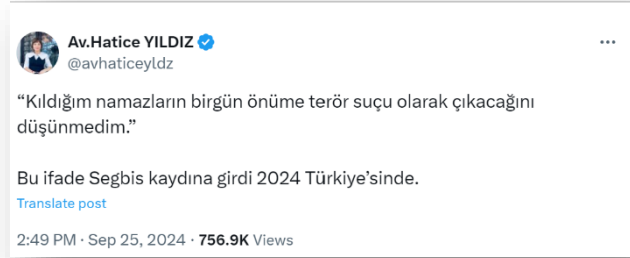 Av.Hatice YILDIZ
@avhaticeyldz
“Kıldığım namazların birgün önüme terör suçu olarak çıkacağını
düşünmedim.”
Bu ifade Segbis kaydına girdi 2024 Türkiye’sinde.
Translate post
2:49 PM · Sep 25, 2024 · 756.9K Views